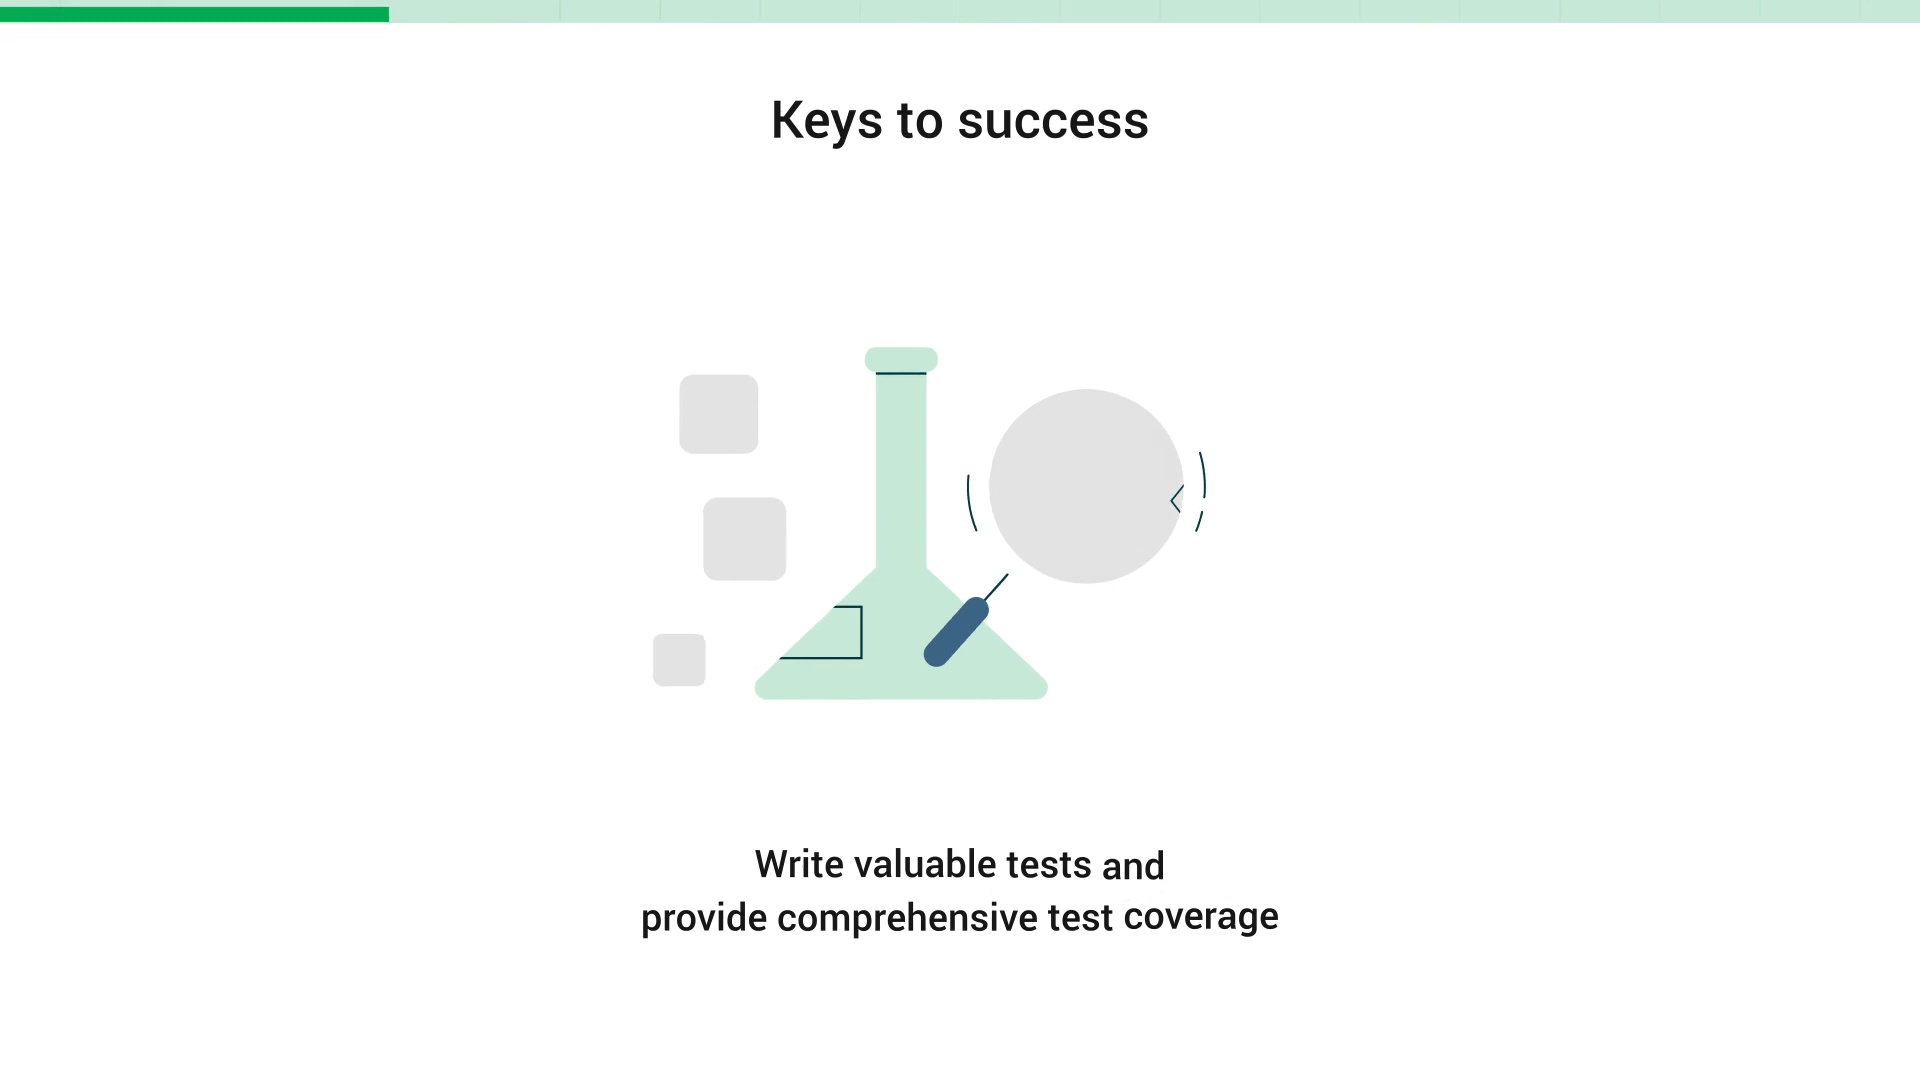 Keys to success
Write valuable tests and
provide comprehensive test coverage